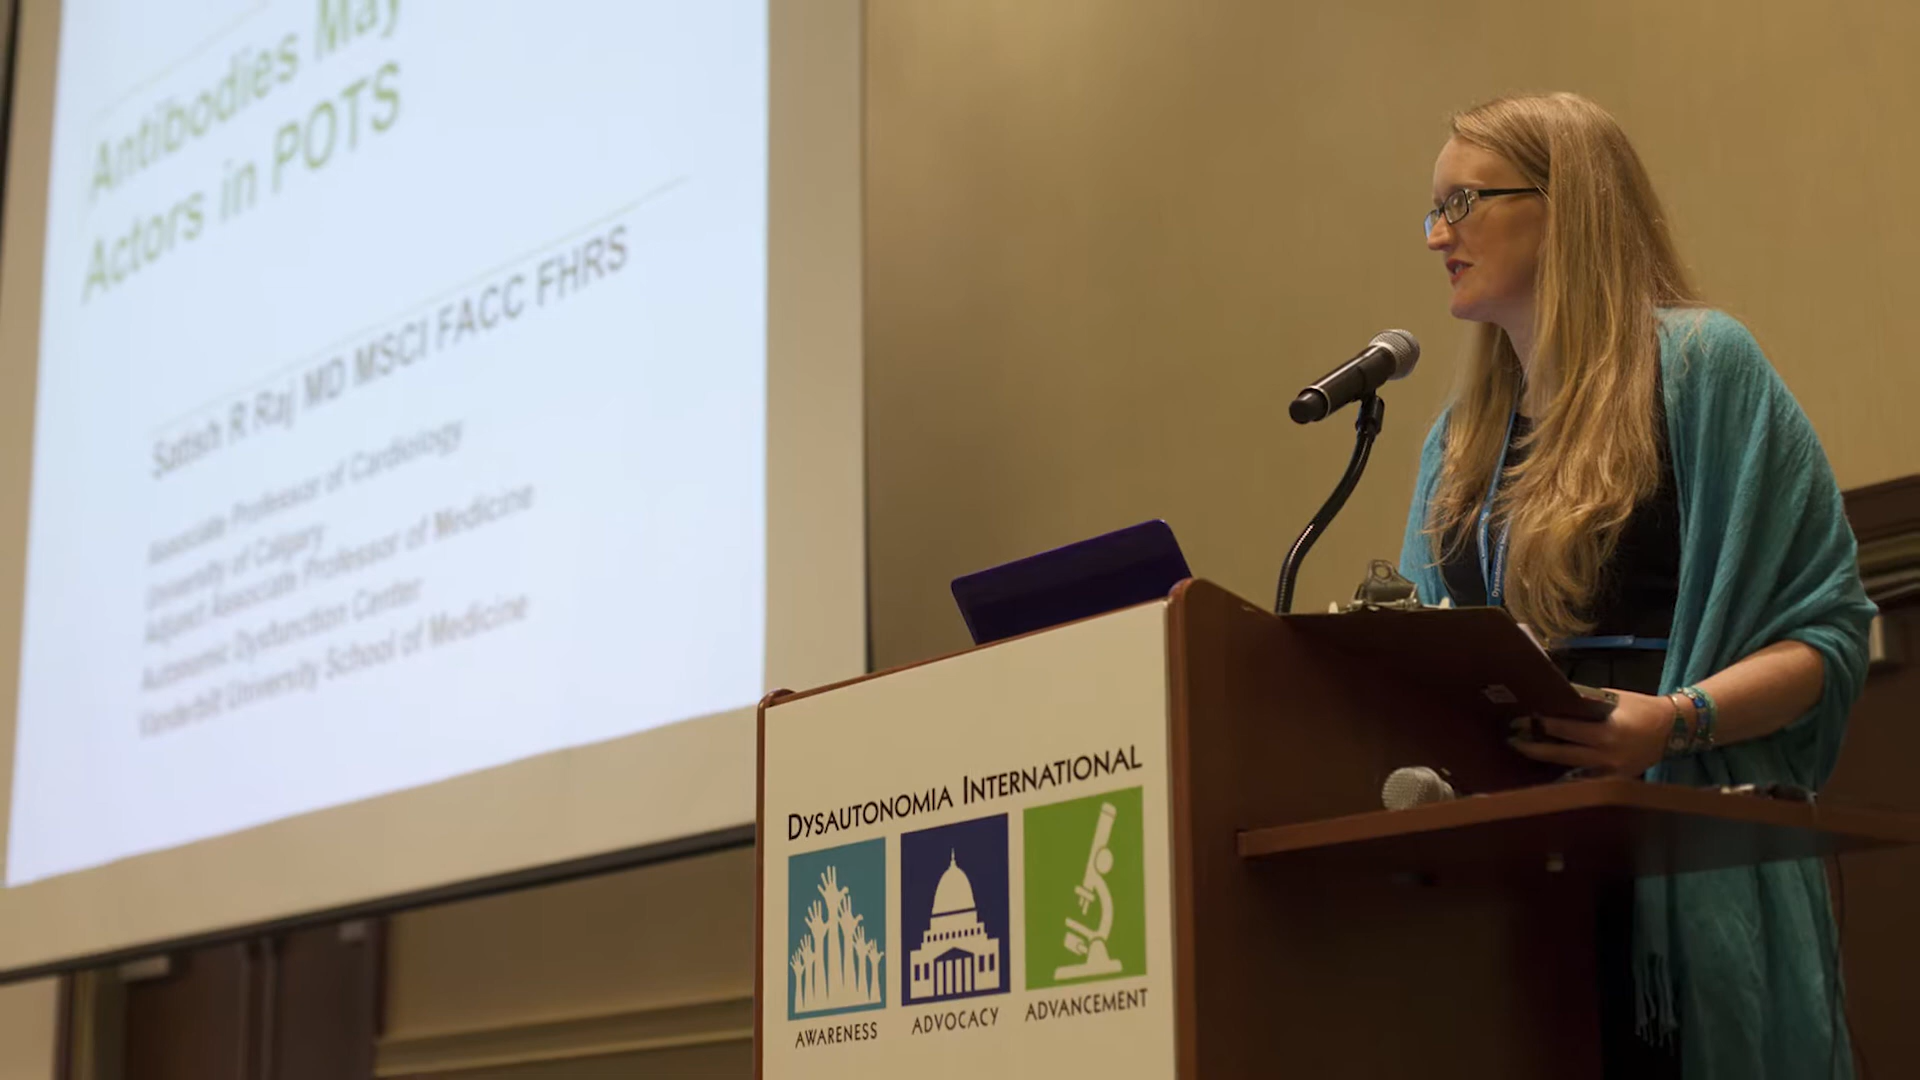 Antibodies May
Actors in POTS
Satish R Raj MD MSCI FACC FHRS
Associate Professor of Cardiology
University of Calgary
Adjunct Associate Professor of Medicine
Autonomic Dysfunction Center
Vanderbilt University School of Medicine
DYSAUTONOMIA INTERNATIONAL
AWARENESS
ADVOCACY
ADVANCEMENT